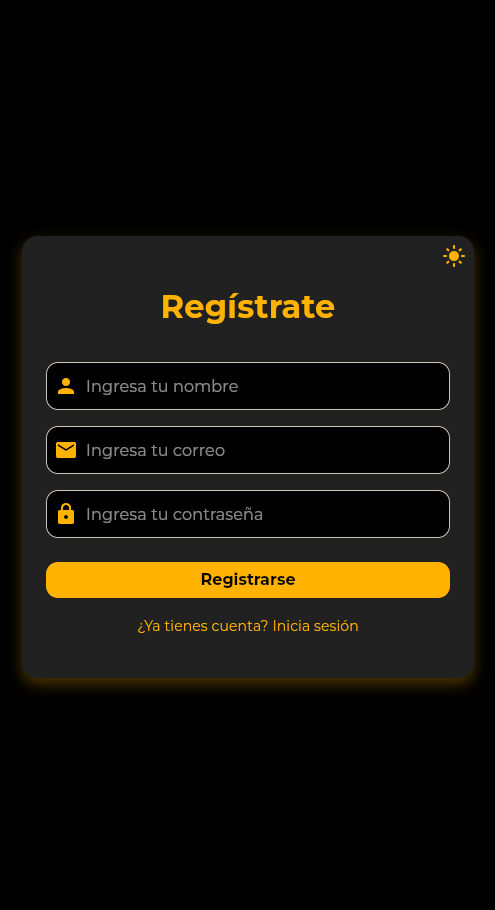 Regístrate
Ingresa tu nombre
Ingresa tu correo
Ingresa tu contraseña
Registrarse
¿Ya tienes cuenta? Inicia sesión